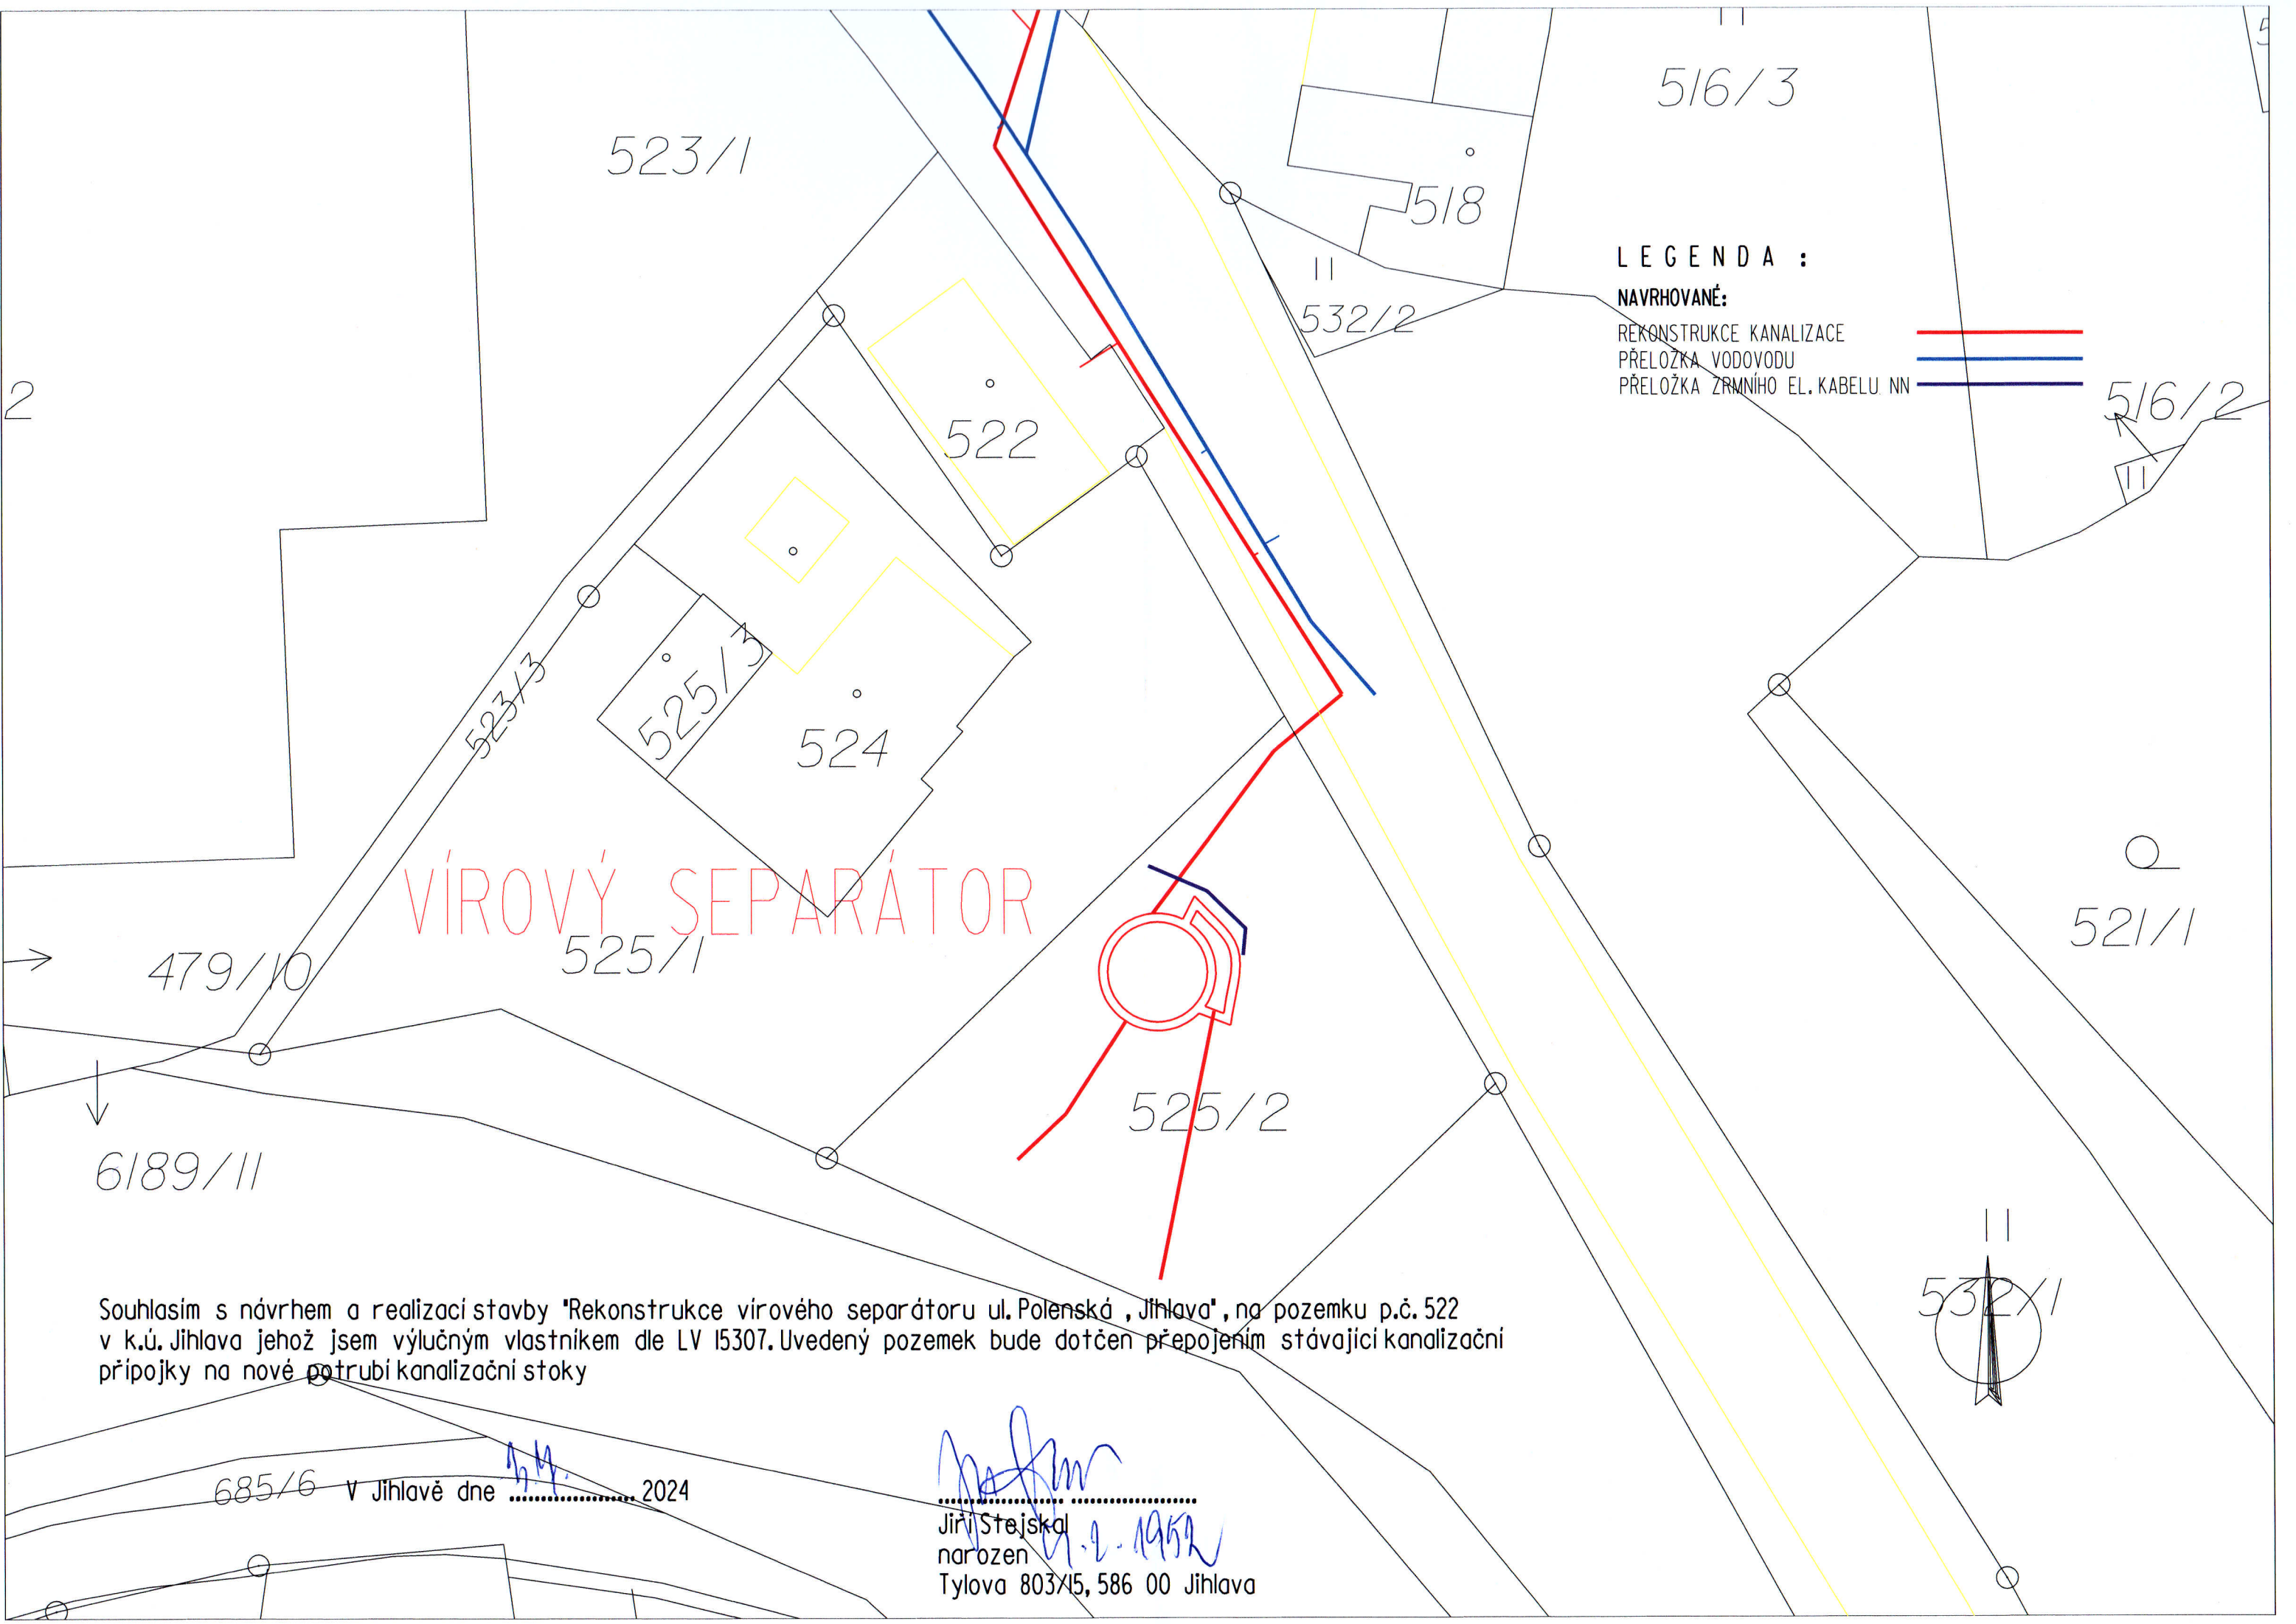 516/3
523/1
518
LEGENDA :
NAVRHOVANÉ:
532/2
REKONSTRUKCE KANALIZACE
PŘELOŽKA VODOVODU
PŘELOŽKA ZRMNÍHO EL. KABELU NN
2
516/2
522
523/3
525/3
524
VÍROVÝ SEPARÁTOR
521/1
525/1
479/10
525/2
6189/11
532/1
Souhlasím s návrhem a realizací stavby "Rekonstrukce vírového separátoru ul. Polenská , Jihlava", na pozemku p.č. 522
v k.ú. Jihlava jehož jsem výlučným vlastníkem dle LV 15307. Uvedený pozemek bude dotčen přepojením stávající kanalizační
přípojky na nové potrubí kanalizační stoky
685/6
V Jihlavě dne 2024
Jiří Stejskal
narozen 1952
Tylova 803/15, 586 00 Jihlava